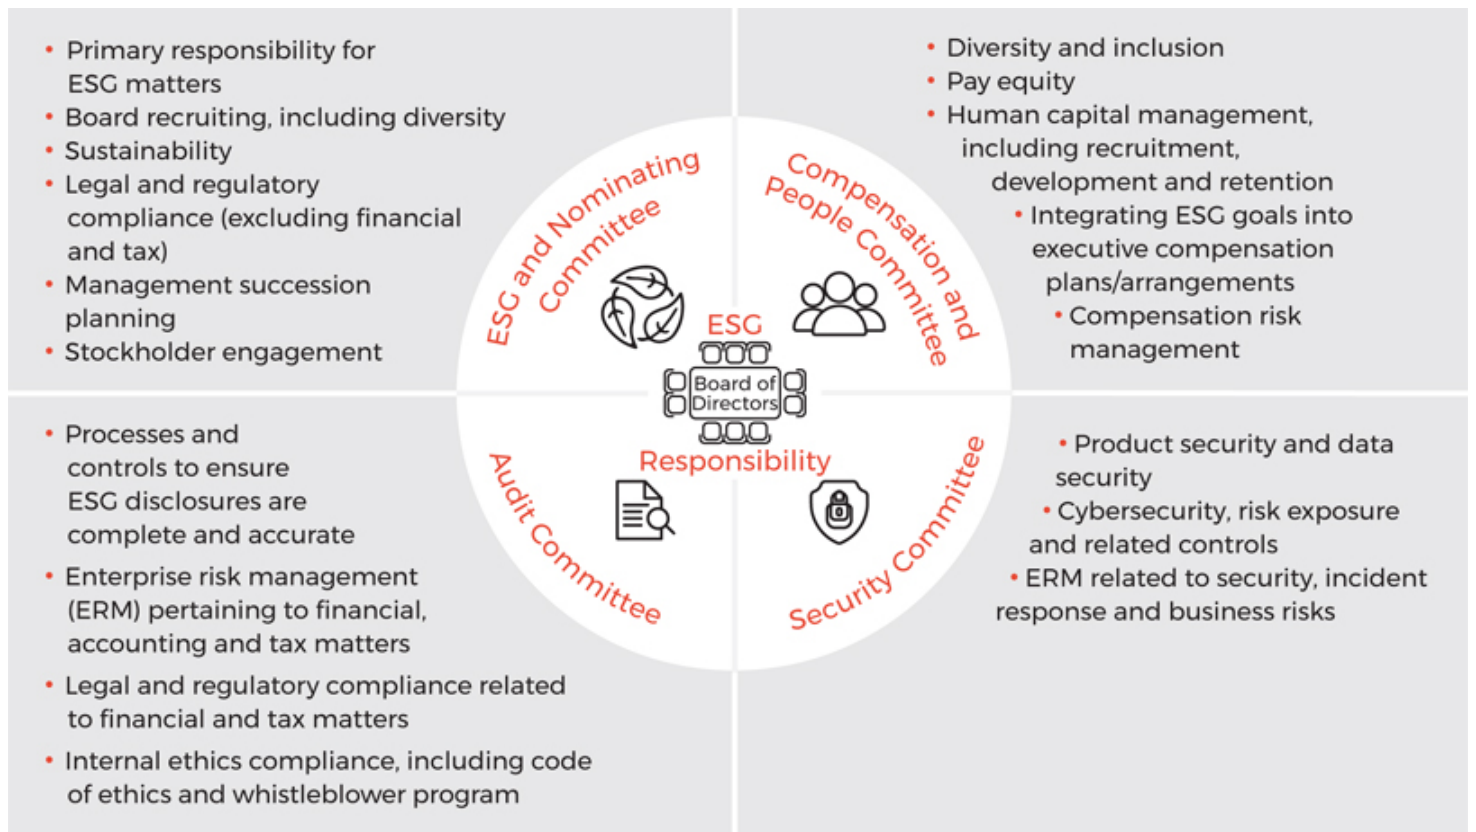 • Primary responsibility for
ESG matters
• Board recruiting, including diversity
• Sustainability
• Legal and regulatory
compliance (excluding financial
and tax)
• Management succession
planning
• Stockholder engagement
• Diversity and inclusion
• Pay equity
• Human capital management,
including recruitment,
development and retention
• Integrating ESG goals into
executive compensation
plans/arrangements
• Compensation risk
management
ESG and Nominating
Committee
Compensation and
People Committee
ESG
Board of
Directors
Responsibility
Audit Committee
Security Committee
• Processes and
controls to ensure
ESG disclosures are
complete and accurate
• Enterprise risk management
(ERM) pertaining to financial,
accounting and tax matters
• Legal and regulatory compliance related
to financial and tax matters
• Internal ethics compliance, including code
of ethics and whistleblower program
• Product security and data
security
• Cybersecurity, risk exposure
and related controls
• ERM related to security, incident
response and business risks